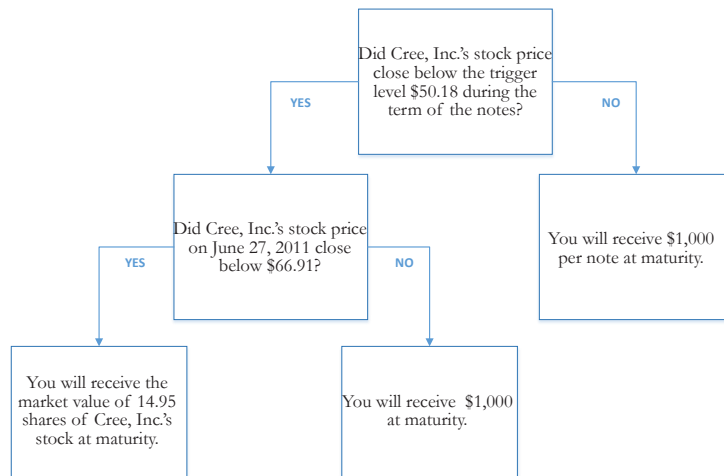 Did Cree, Inc.'s stock price
close below the trigger
level $50.18 during the
term of the notes?
YES
NO
Did Cree, Inc.'s stock price
on June 27, 2011 close
below $66.91?
You will receive $1,000
per note at maturity.
YES
NO
You will receive the
market value of 14.95
shares of Cree, Inc.'s
stock at maturity.
You will receive $1,000
at maturity.